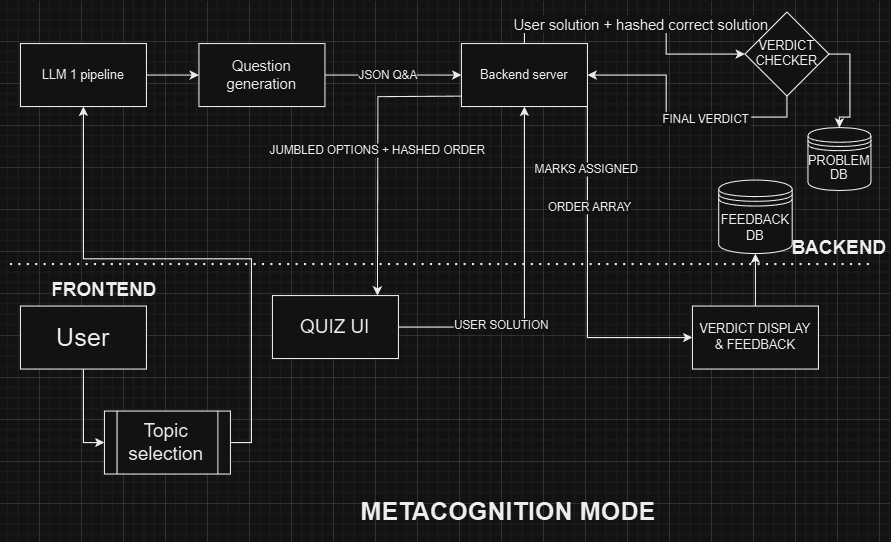 User solution + hashed correct solution
LLM 1 pipeline
Question
generation
JSON Q&A
Backend server
VERDICT
CHECKER
FINAL VERDICT
JUMBLED OPTIONS + HASHED ORDER
MARKS ASSIGNED
ORDER ARRAY
PROBLEM
DB
FEEDBACK
DB
BACKEND
FRONTEND
User
QUIZ UI
USER SOLUTION
VERDICT DISPLAY
& FEEDBACK
Topic
selection
METACOGNITION MODE